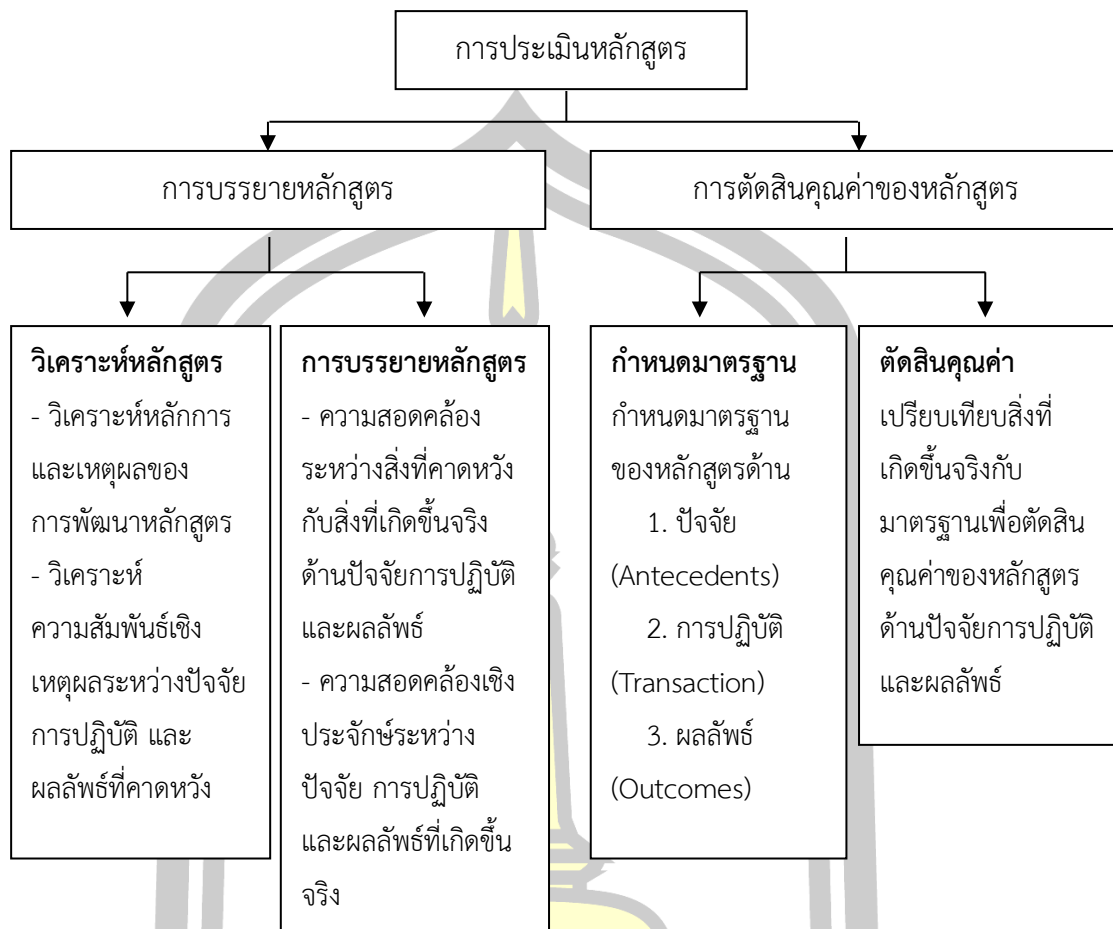 การประเมินหลักสูตร
การบรรยายหลักสูตร
การตัดสินคุณค่าของหลักสูตร
วิเคราะห์หลักสูตร
- วิเคราะห์หลักการ
และเหตุผลของ
การพัฒนาหลักสูตร
- วิเคราะห์
ความสัมพันธ์เชิง
เหตุผลระหว่างปัจจัย
การปฏิบัติ และ
ผลลัพธ์ที่คาดหวัง
การบรรยายหลักสูตร
- ความสอดคล้อง
ระหว่างสิ่งที่คาดหวัง
กับสิ่งที่เกิดขึ้นจริง
ด้านปัจจัยการปฏิบัติ
และผลลัพธ์
- ความสอดคล้องเชิง
ประจักษ์ระหว่าง
ปัจจัย การปฏิบัติ
และผลลัพธ์ที่เกิดขึ้น
จริง
กำหนดมาตรฐาน
กำหนดมาตรฐาน
ของหลักสูตรด้าน
1. ปัจจัย
(Antecedents)
2. การปฏิบัติ
(Transaction)
3. ผลลัพธ์
(Outcomes)
ตัดสินคุณค่า
เปรียบเทียบสิ่งที่
เกิดขึ้นจริงกับ
มาตรฐานเพื่อตัดสิน
คุณค่าของหลักสูตร
ด้านปัจจัยการปฏิบัติ
และผลลัพธ์